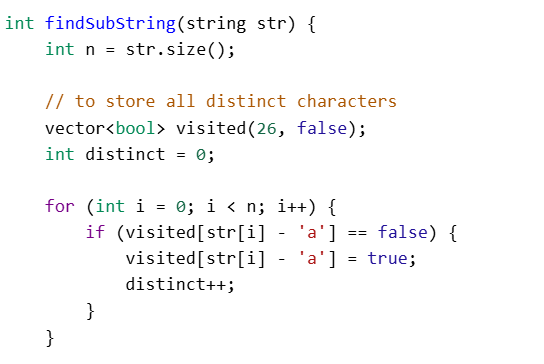 int findSubString(string str) {
    int n = str.size();

    // to store all distinct characters
    vector<bool> visited(26, false);
    int distinct = 0;

    for (int i = 0; i < n; i++) {
        if (visited[str[i] - 'a'] == false) {
            visited[str[i] - 'a'] = true;
            distinct++;
        }
    }